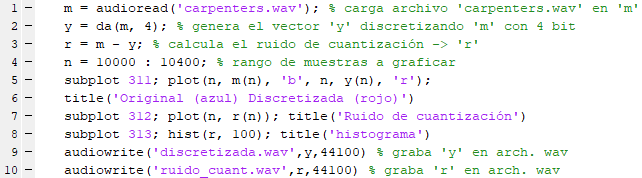 1 - m = audioread('carpenters.wav'); % carga archivo 'carpenters.wav' en 'm'
2 - y = da(m, 4); % genera el vector 'y' discretizando 'm' con 4 bit
3 - r = m - y; % calcula el ruido de cuantización -> 'r'
4 - n = 10000 : 10400; % rango de muestras a graficar
5 - subplot 311; plot(n, m(n), 'b', n, y(n), 'r');
6 - title('Original (azul) Discretizada (rojo)')
7 - subplot 312; plot(n, r(n)); title('Ruido de cuantización')
8 - subplot 313; hist(r, 100); title('histograma')
9 - audiowrite('discretizada.wav',y,44100) % graba 'y' en arch. wav
10 - audiowrite('ruido_cuant.wav',r,44100) % graba 'r' en arch. wav